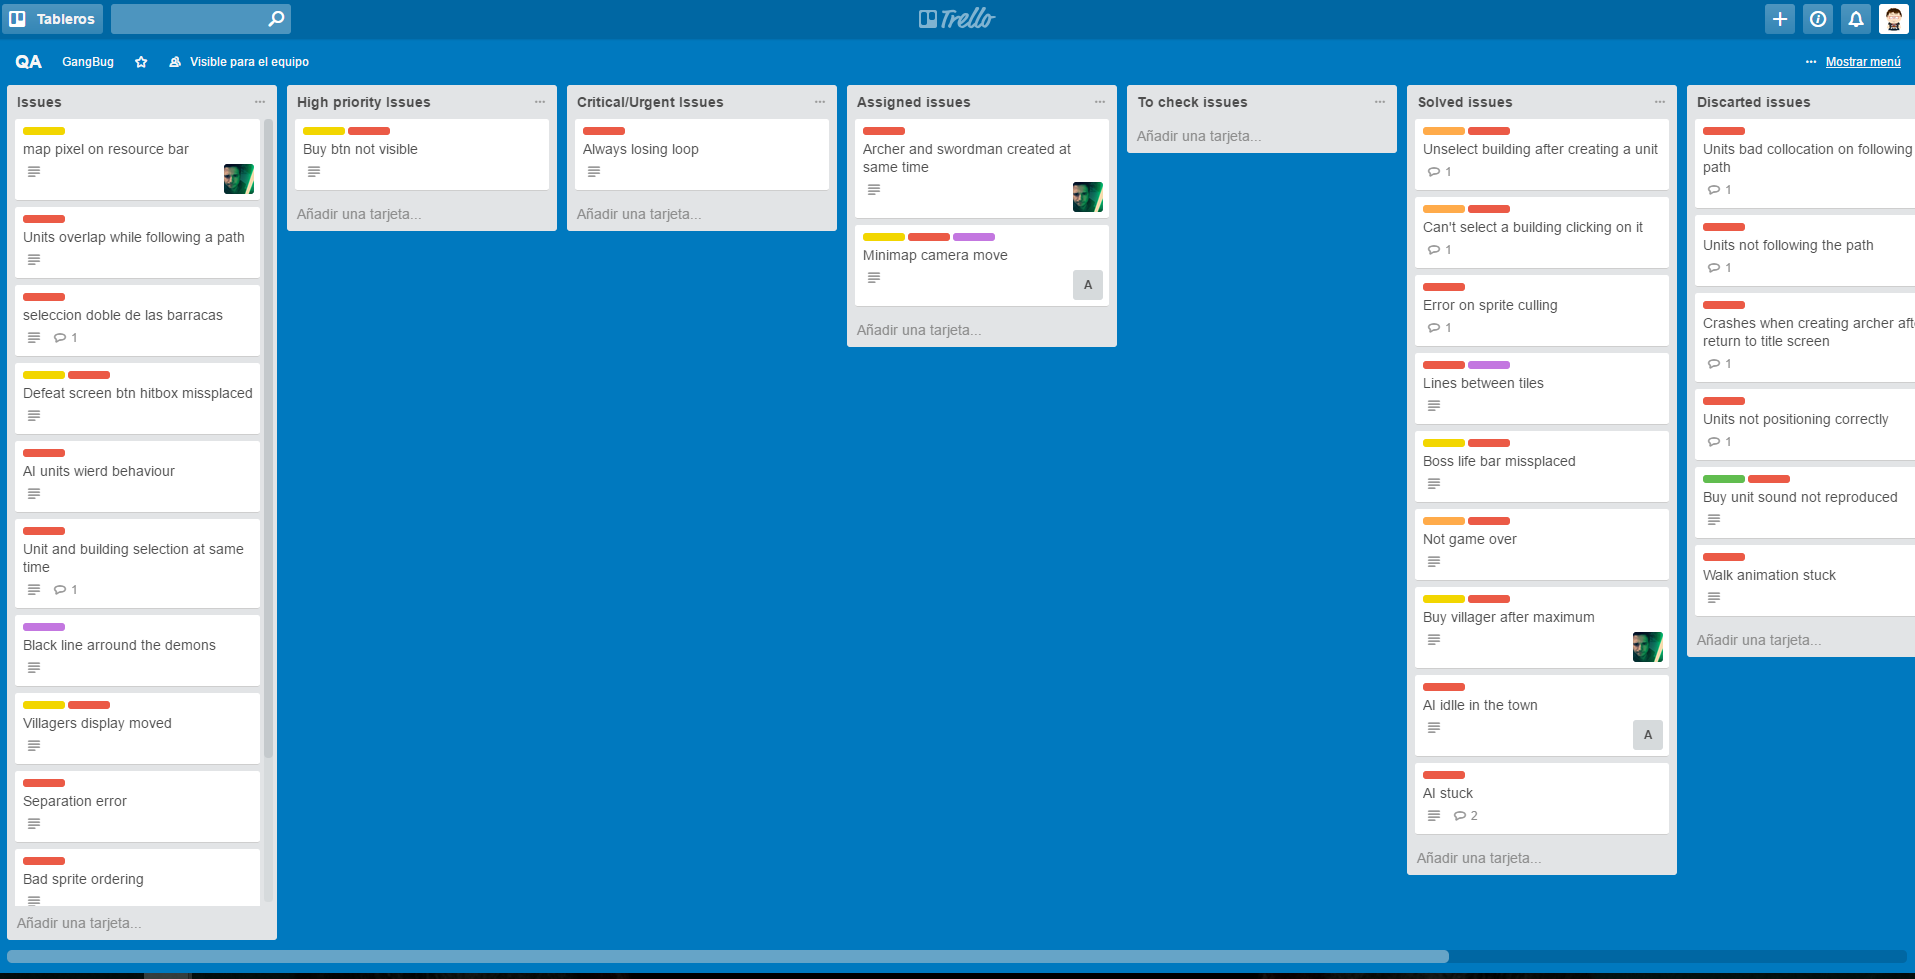 Tableros
Trello
QA GangBug Visible para el equipo
... Mostrar menú
Issues
map pixel on resource bar
Units overlap while following a path
seleccion doble de las barracas
1
Defeat screen btn hitbox missplaced
AI units wierd behaviour
Unit and building selection at same
time
1
Black line arround the demons
Villagers display moved
Separation error
Bad sprite ordering
Añadir una tarjeta...
High priority Issues
Buy btn not visible
Añadir una tarjeta...
Critical/Urgent Issues
Always losing loop
Añadir una tarjeta...
Assigned issues
Archer and swordman created at
same time
Minimap camera move
A
Añadir una tarjeta...
To check issues
Añadir una tarjeta...
Solved issues
Unselect building after creating a unit
1
Can't select a building clicking on it
1
Error on sprite culling
1
Lines between tiles
Boss life bar missplaced
Not game over
Buy villager after maximum
AI idlle in the town
A
AI stuck
2
Añadir una tarjeta...
Discarted issues
Units bad collocation on following
path
1
Units not following the path
1
Crashes when creating archer aft
return to title screen
1
Units not positioning correctly
1
Buy unit sound not reproduced
Walk animation stuck
Añadir una tarjeta...